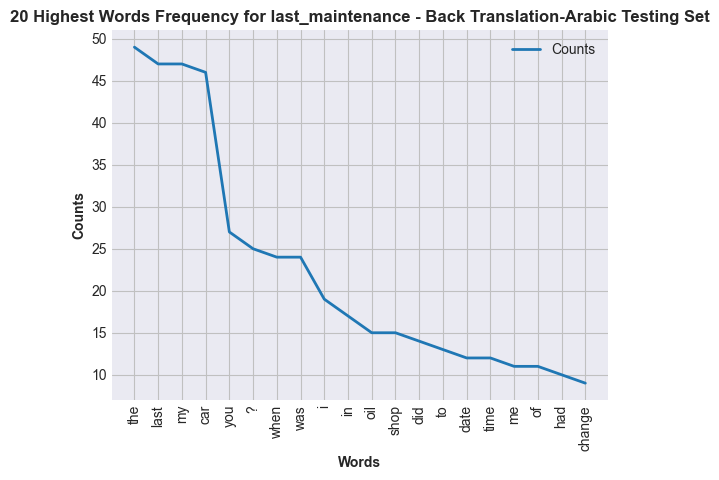 20 Highest Words Frequency for last_maintenance - Back Translation-Arabic Testing Set
Counts
50
45
40
35
30
25
20
15
10
Counts
the
last
my
car
you
?
when
was
i
in
oil
shop
did
to
date
time
me
of
had
change
Words